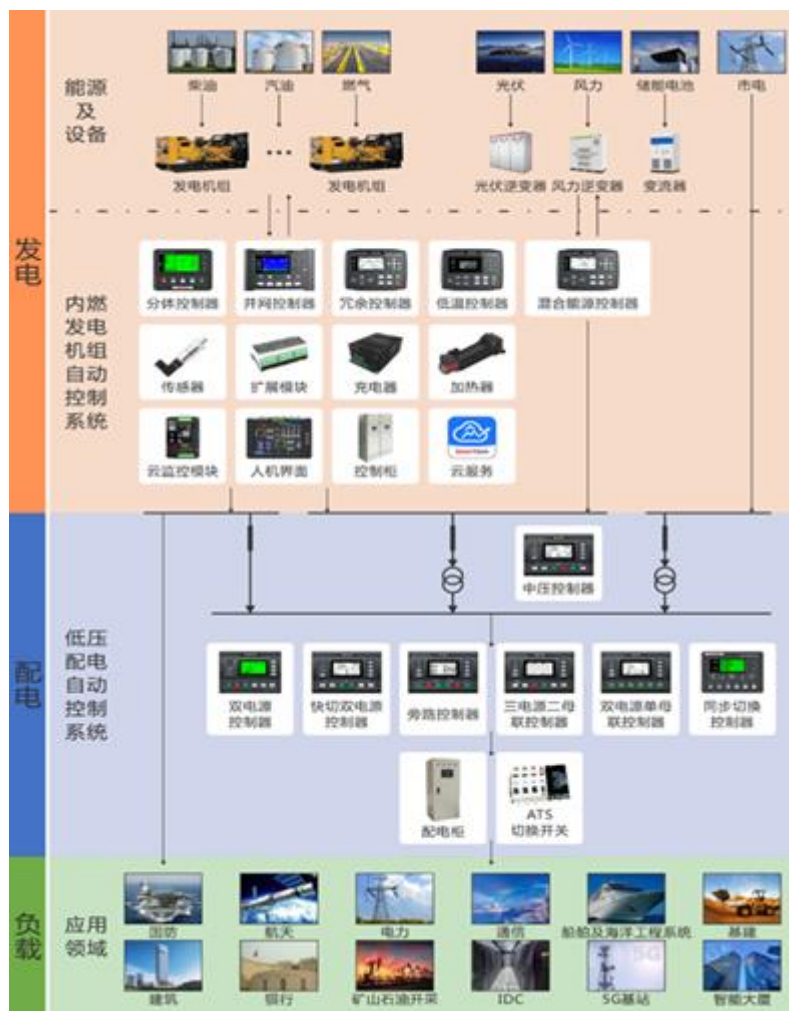 发电
能源
及
设备
柴油
汽油
燃气
光伏
风力
储能电池
市电
发电机组
发电机组
光伏逆变器
风力逆变器
变流器
内燃
发电
机组
自动
控制
系统
分体控制器
并网控制器
冗余控制器
低温控制器
混合能源控制器
传感器
扩展模块
充电器
加热器
云监控模块
人机界面
控制柜
云服务
配电
低压
配电
自动
控制
系统
中压控制器
双电源
控制器
快切双电源
控制器
旁路控制器
三电源二母
联控制器
双电源单母
联控制器
同步切换
控制器
配电柜
ATS
切换开关
负载
应用
领域
国防
航天
电力
通信
船舶及海洋工程系统
基建
建筑
银行
矿山石油开采
IDC
5G
5G基站
智能大厦